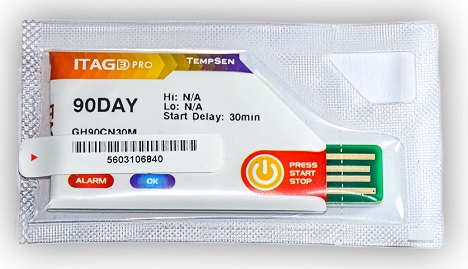 ITAG3 PRO
TEMPSEN
90DAY
Hi: N/A
Lo: N/A
Start Delay: 30min
GH90CN30M
5603106840
ALARM
OK
PRESS
START
STOP